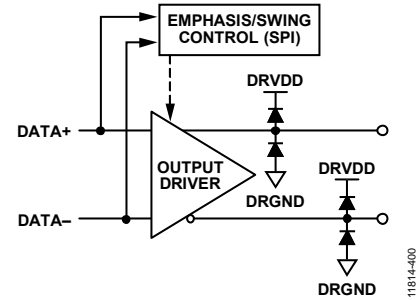 EMPHASIS/SWING
CONTROL (SPI)
DRVDD
DATA+
OUTPUT
DRIVER
DRVDD
DRGND
DATA–
DRGND
11814-400